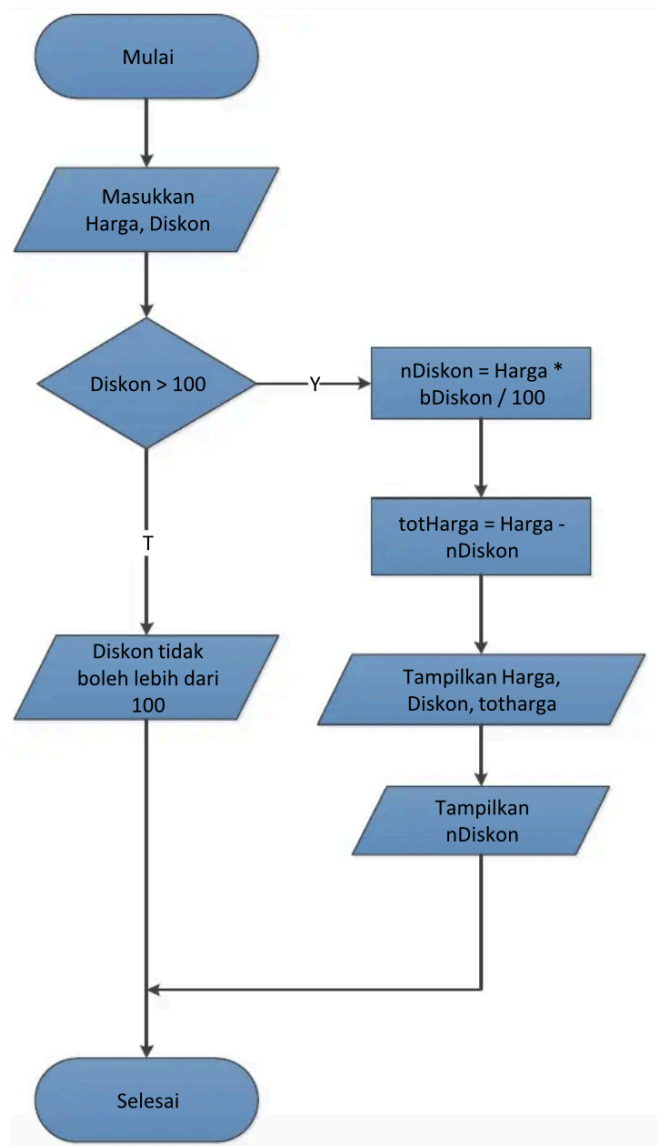 Mulai
Masukkan
Harga, Diskon
Diskon > 100
Y
nDiskon = Harga *
bDiskon / 100
totHarga = Harga -
nDiskon
Tampilkan Harga,
Diskon, totharga
Tampilkan
nDiskon
T
Diskon tidak
boleh lebih dari
100
Selesai